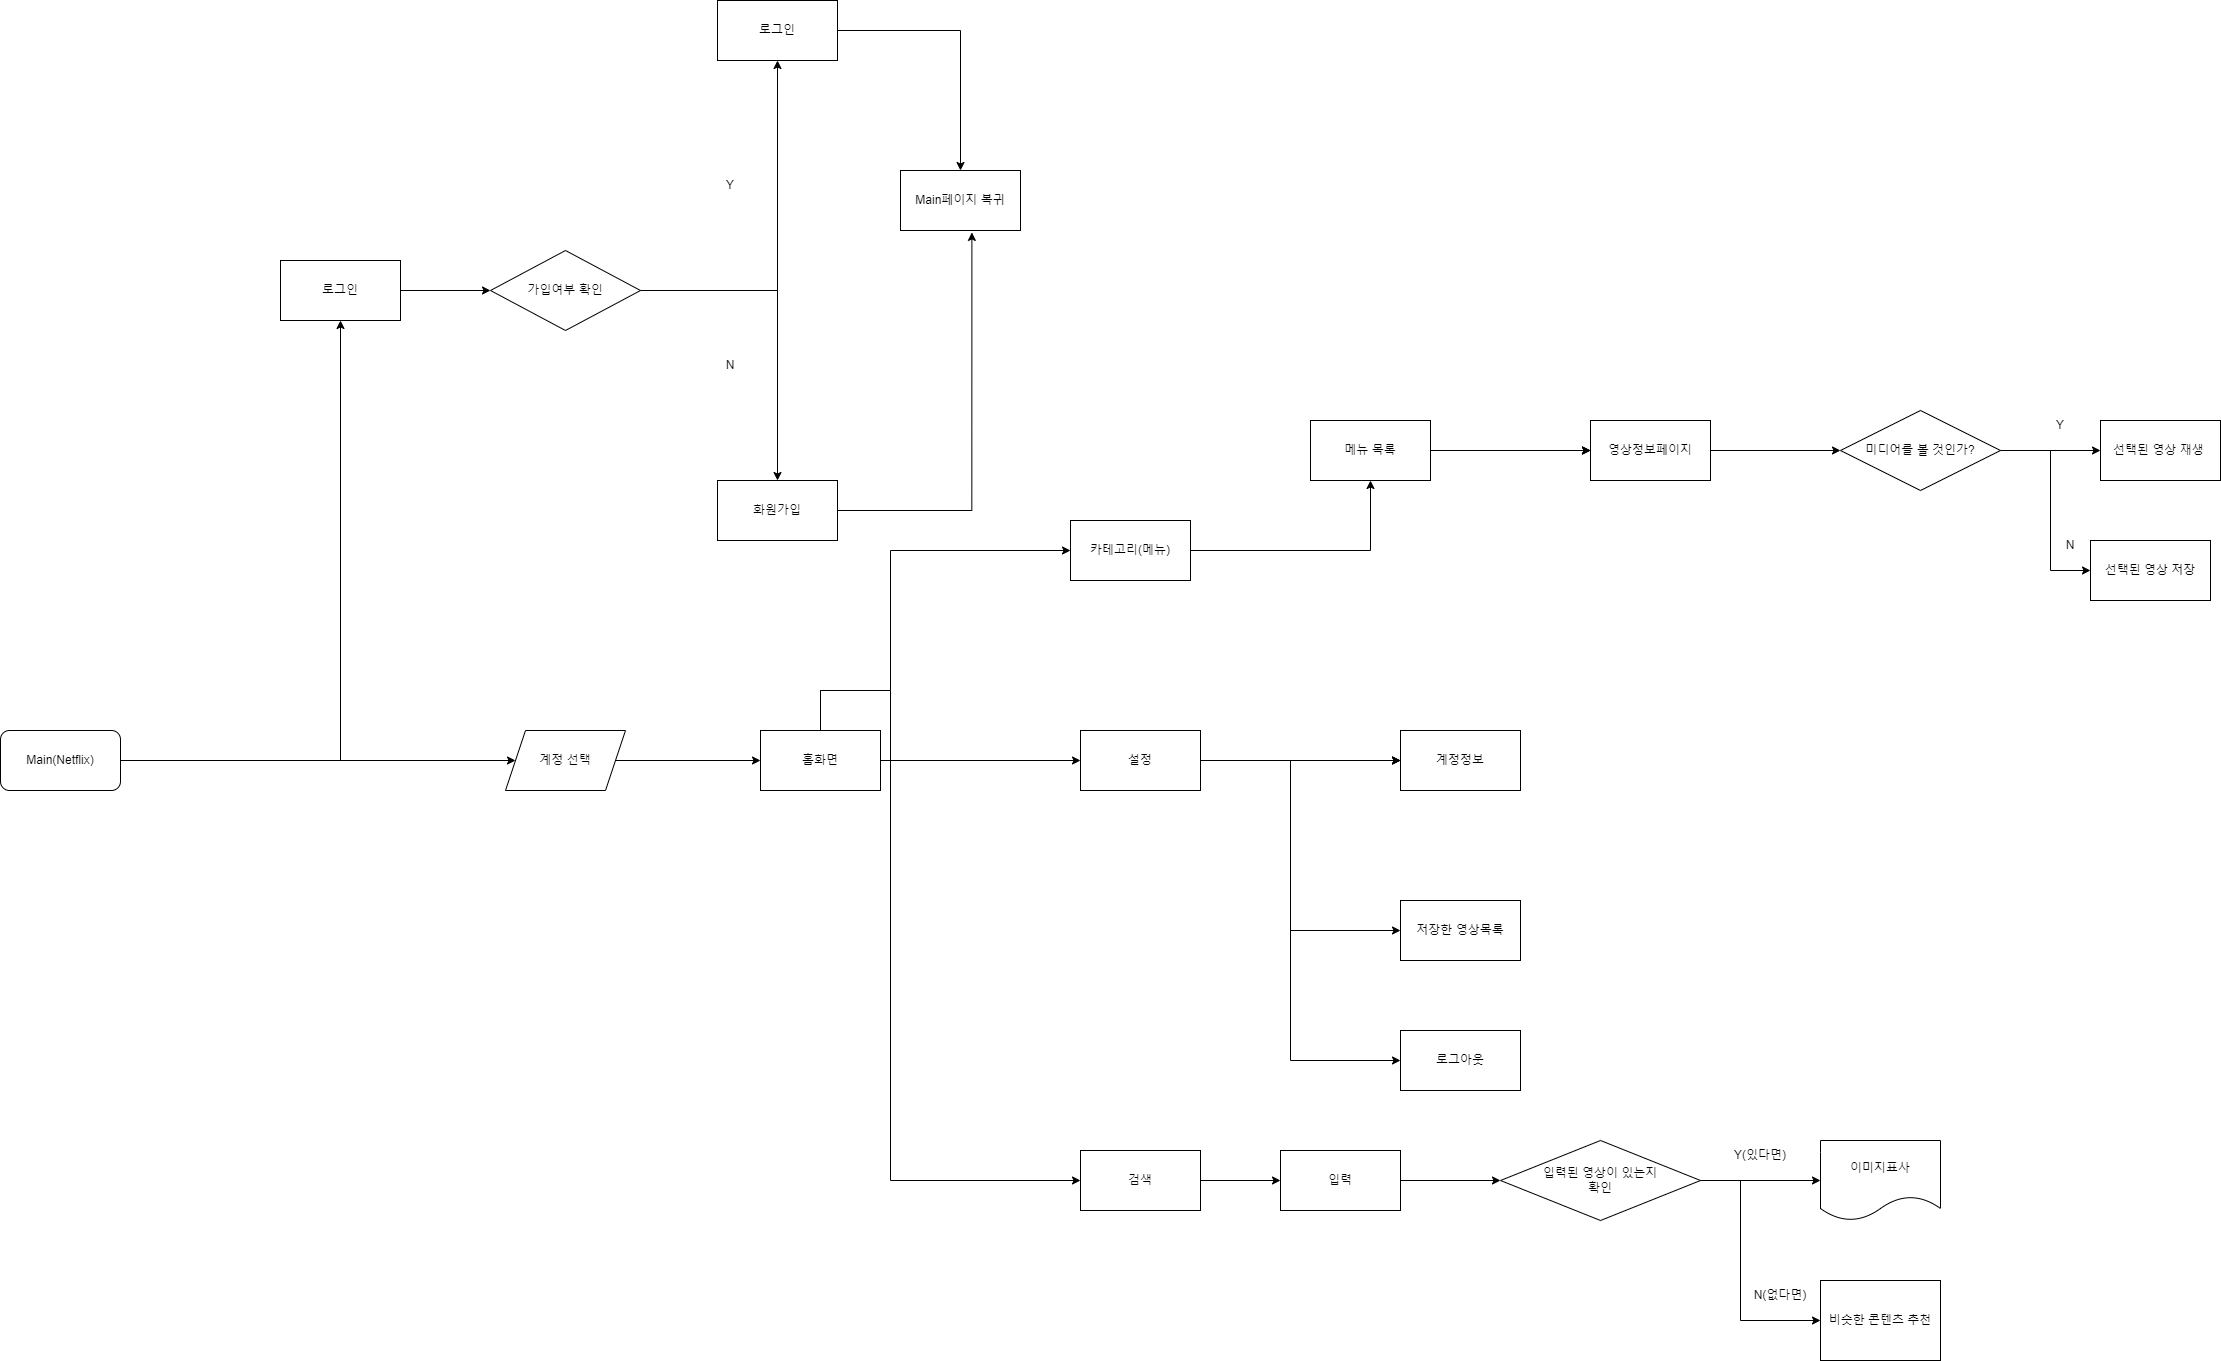 로그인
Main페이지 복귀
Y
로그인
가입여부 확인
N
화원가입
메뉴 목록
영상정보페이지
미디어를 볼 것인가?
Y
선택된 영상 재생
카테고리(메뉴)
N
선택된 영상 저장
Main(Netflix)
계정 선택
홈화면
설정
계정정보
저장한 영상목록
로그아웃
검색
입력
입력된 영상이 있는지
확인
Y(있다면)
이미지표사
N(없다면)
비슷한 콘텐츠 추천